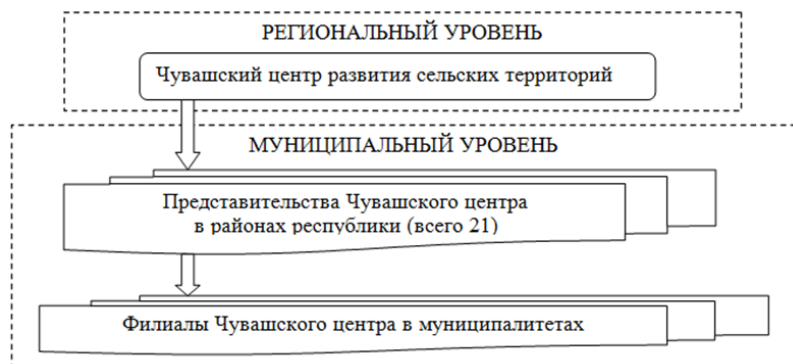 РЕГИОНАЛЬНЫЙ УРОВЕНЬ
Чувашский центр развития сельских территорий
МУНИЦИПАЛЬНЫЙ УРОВЕНЬ
Представительства Чувашского центра
в районах республики (всего 21)
Филиалы Чувашского центра в муниципалитетах